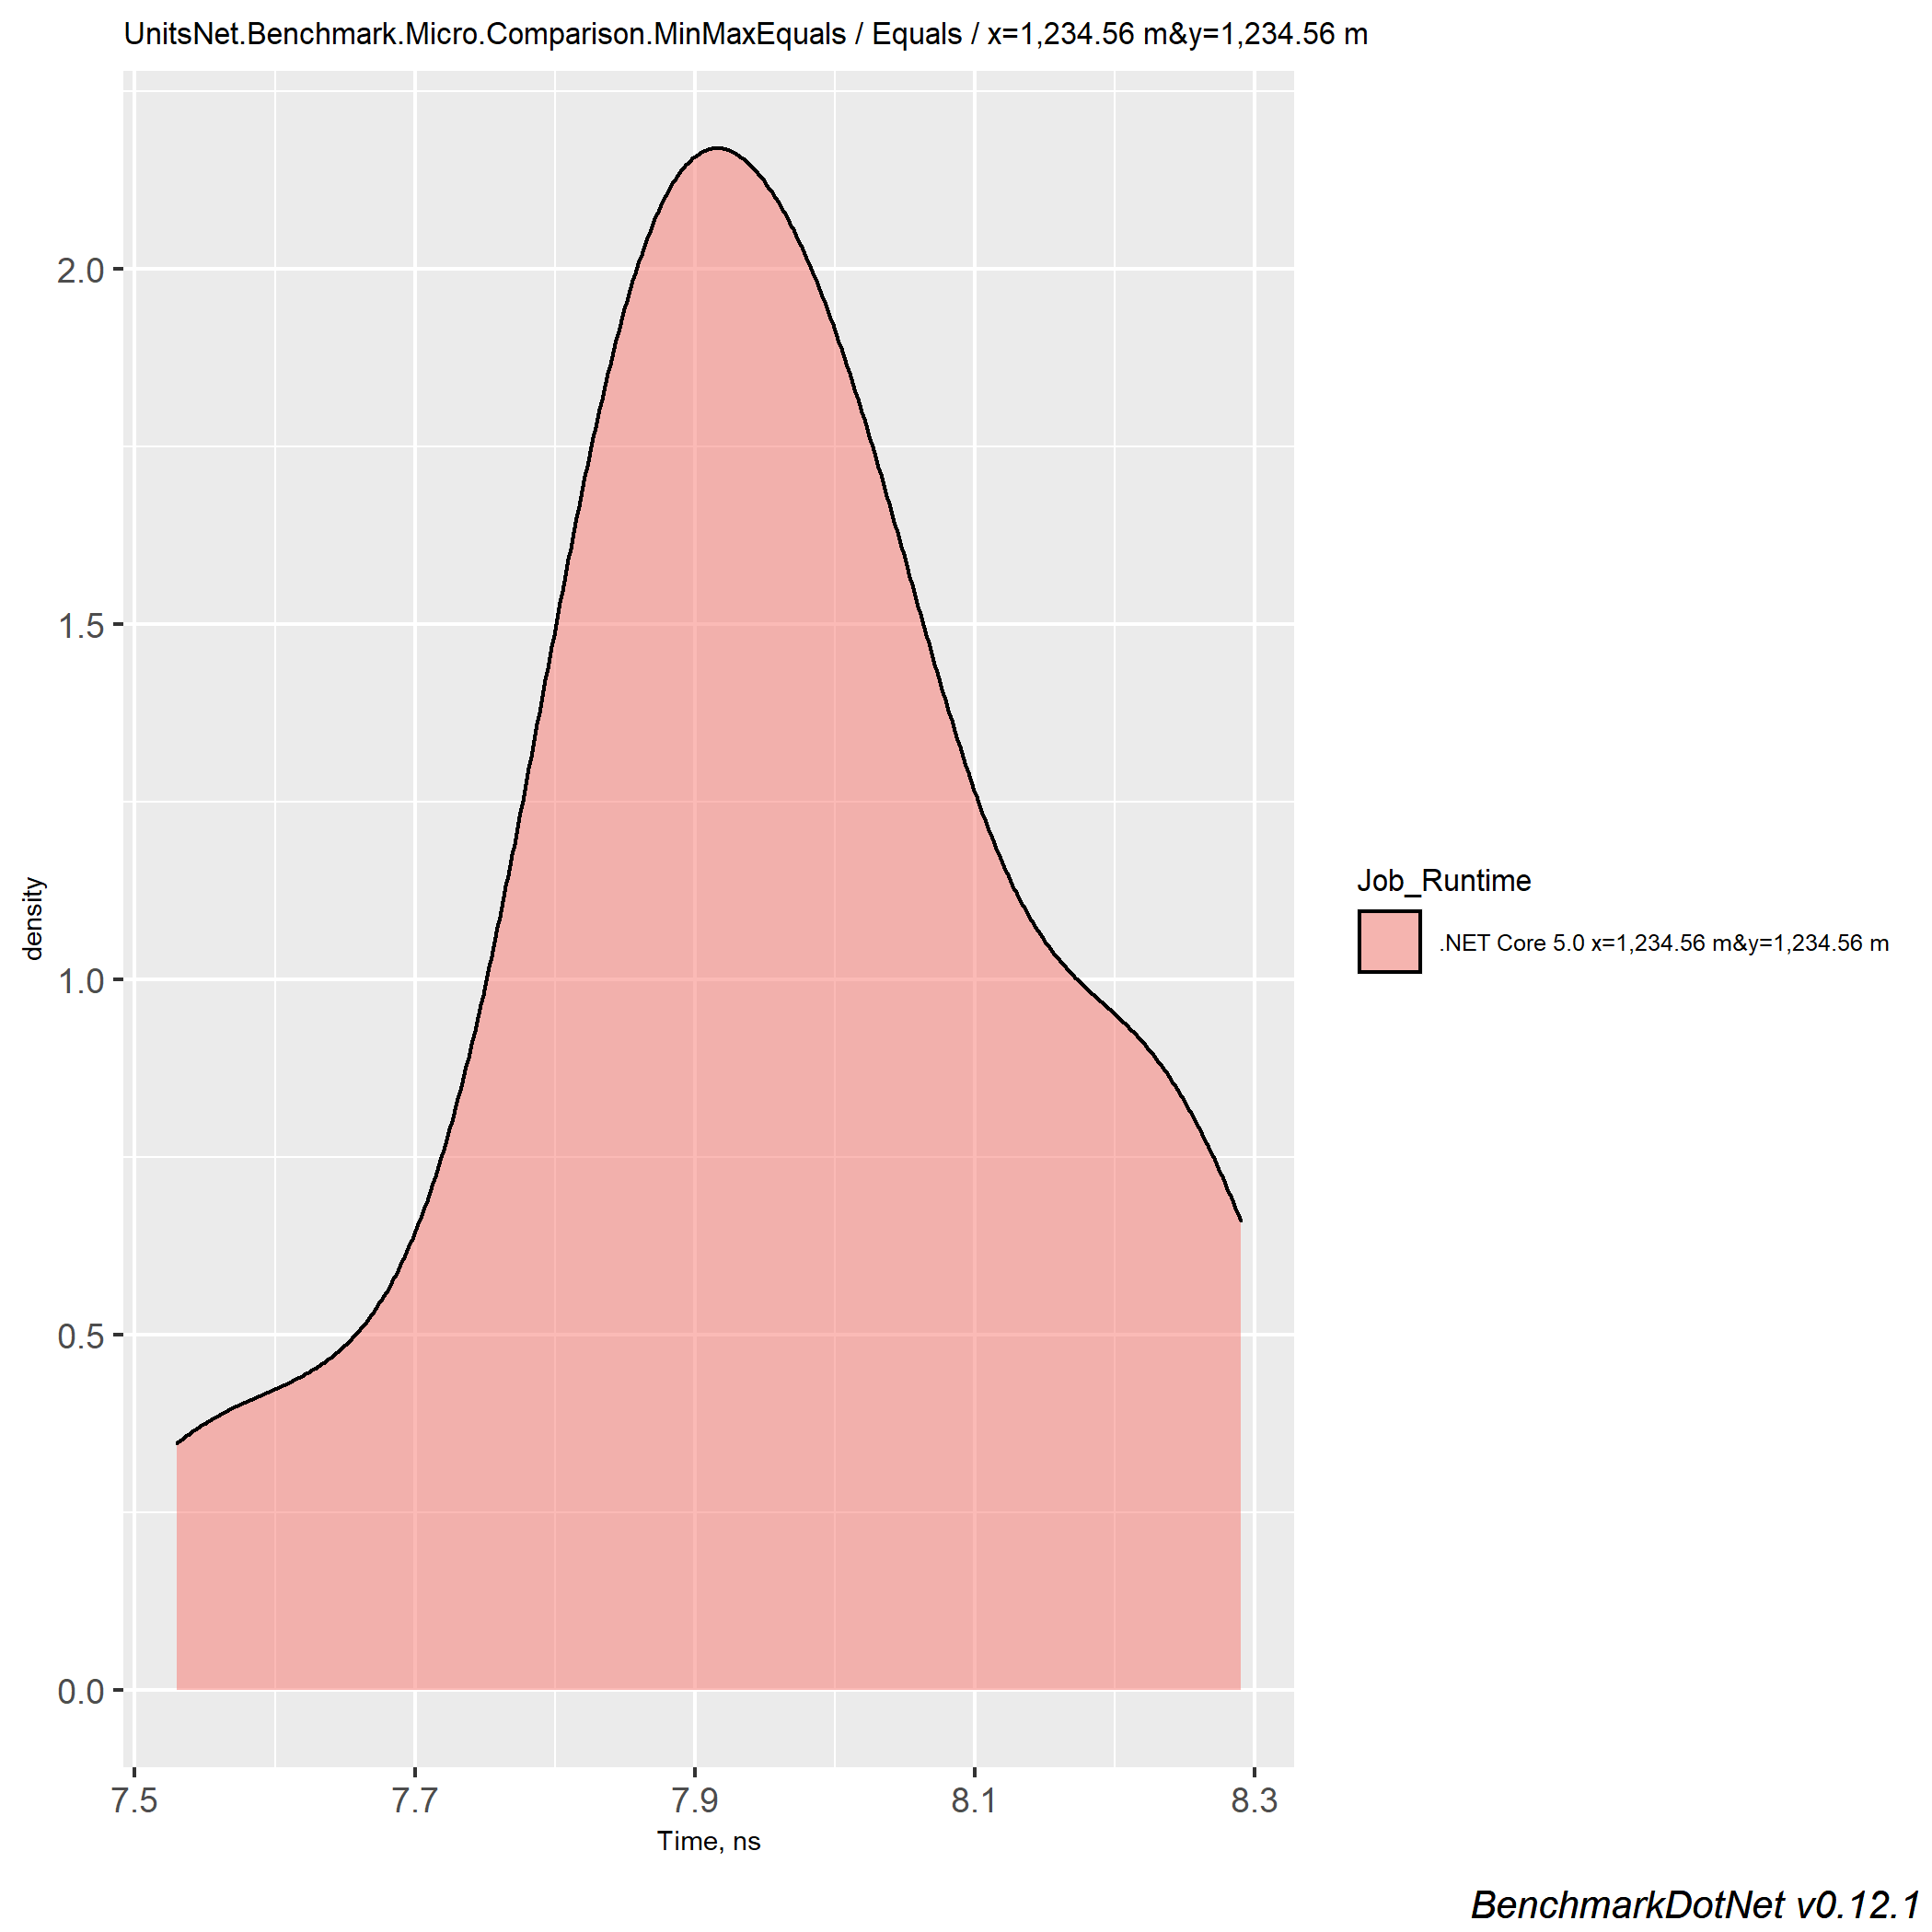 UnitsNet.Benchmark.Micro.Comparison.MinMaxEquals / Equals / x=1,234.56 m&y=1,234.56 m
2.0
1.5
1.0
0.5
0.0
density
7.5 7.7 7.9 8.1 8.3
Time, ns
Job_Runtime
.NET Core 5.0 x=1,234.56 m&y=1,234.56 m
BenchmarkDotNet v0.12.1